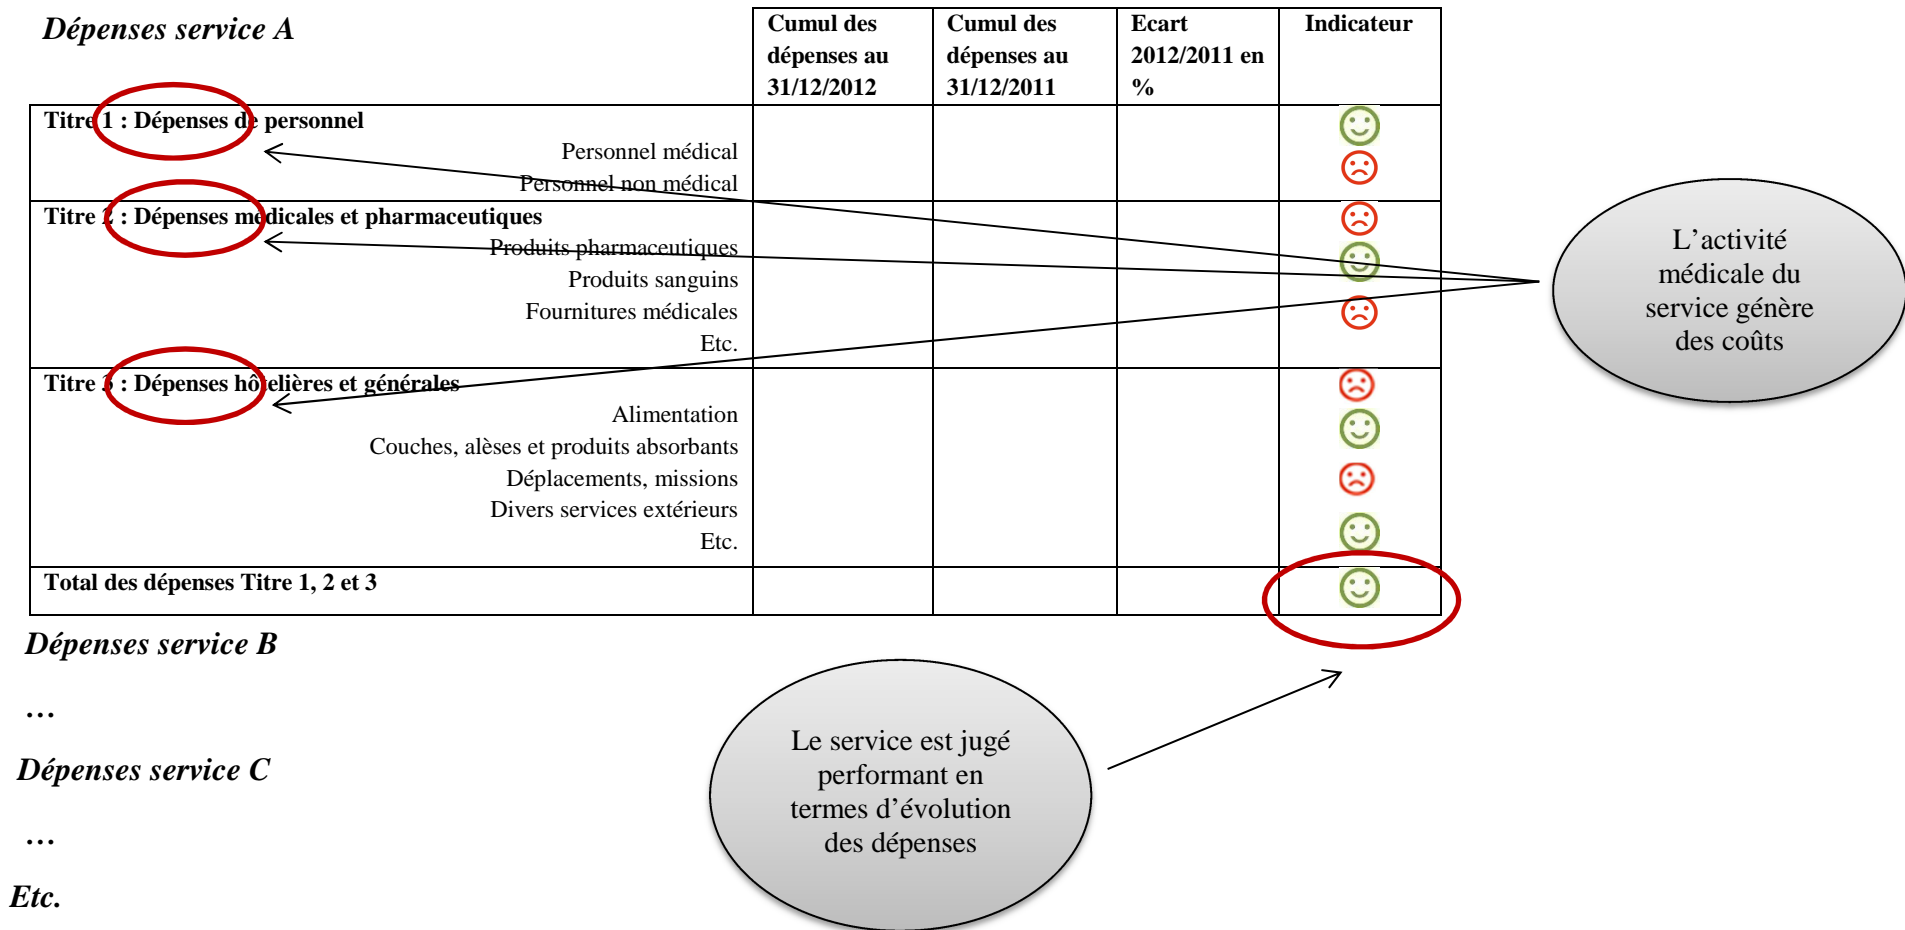 Dépenses service A
Cumul des
dépenses au
31/12/2012
Cumul des
dépenses au
31/12/2011
Ecart
2012/2011 en
%
Indicateur
Titre 1 : Dépenses de personnel
Personnel médical
Personnel non médical
Titre 2 : Dépenses médicales et pharmaceutiques
Produits pharmaceutiques
Produits sanguins
Fournitures médicales
Etc.
Titre 3 : Dépenses hôtelières et générales
Alimentation
Couches, alèses et produits absorbants
Déplacements, missions
Divers services extérieurs
Etc.
Total des dépenses Titre 1, 2 et 3
L’activité
médicale du
service génère
des coûts
Dépenses service B
…
Dépenses service C
…
Etc.
Le service est jugé
performant en
termes d’évolution
des dépenses